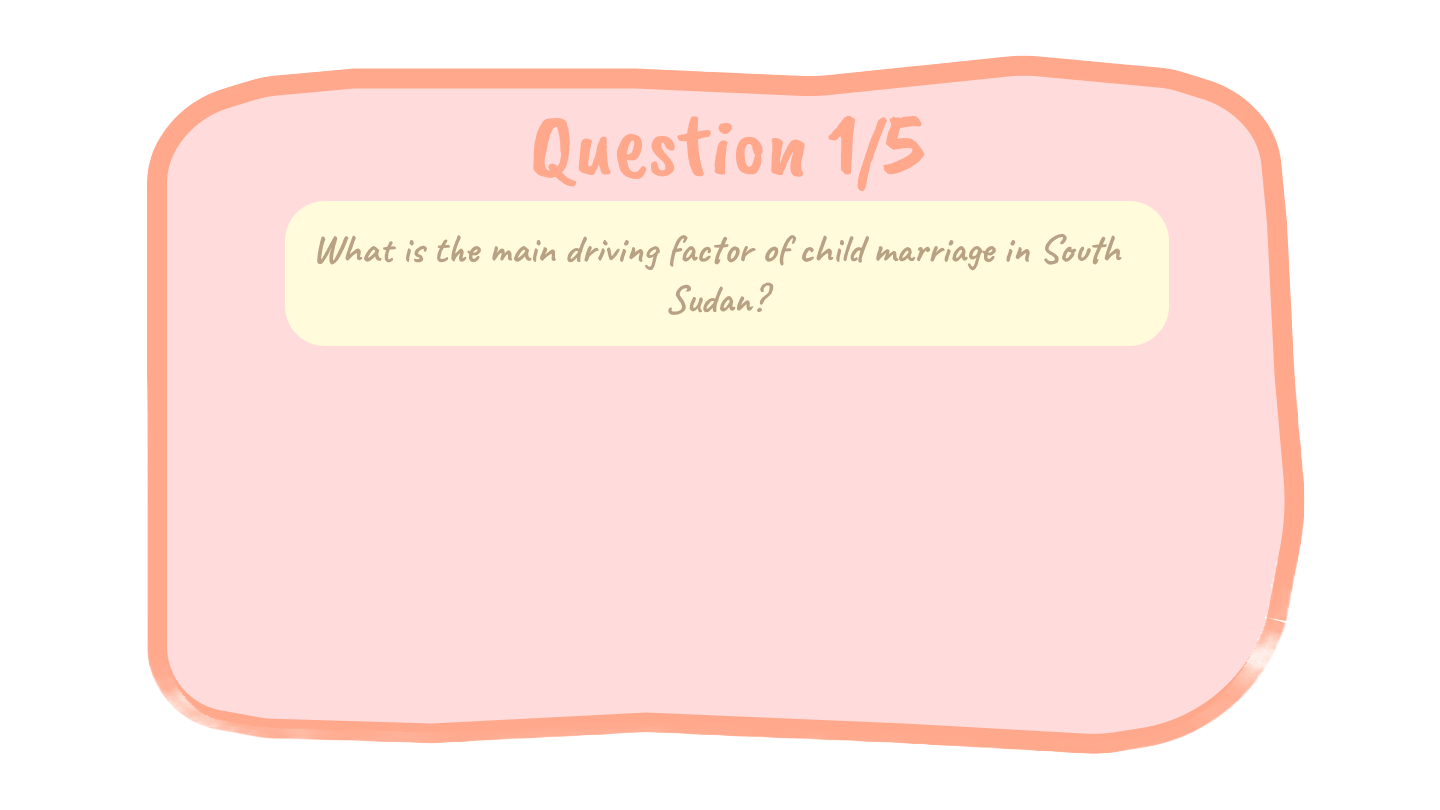 Question 1/5
What is the main driving factor of child marriage in South
Sudan?